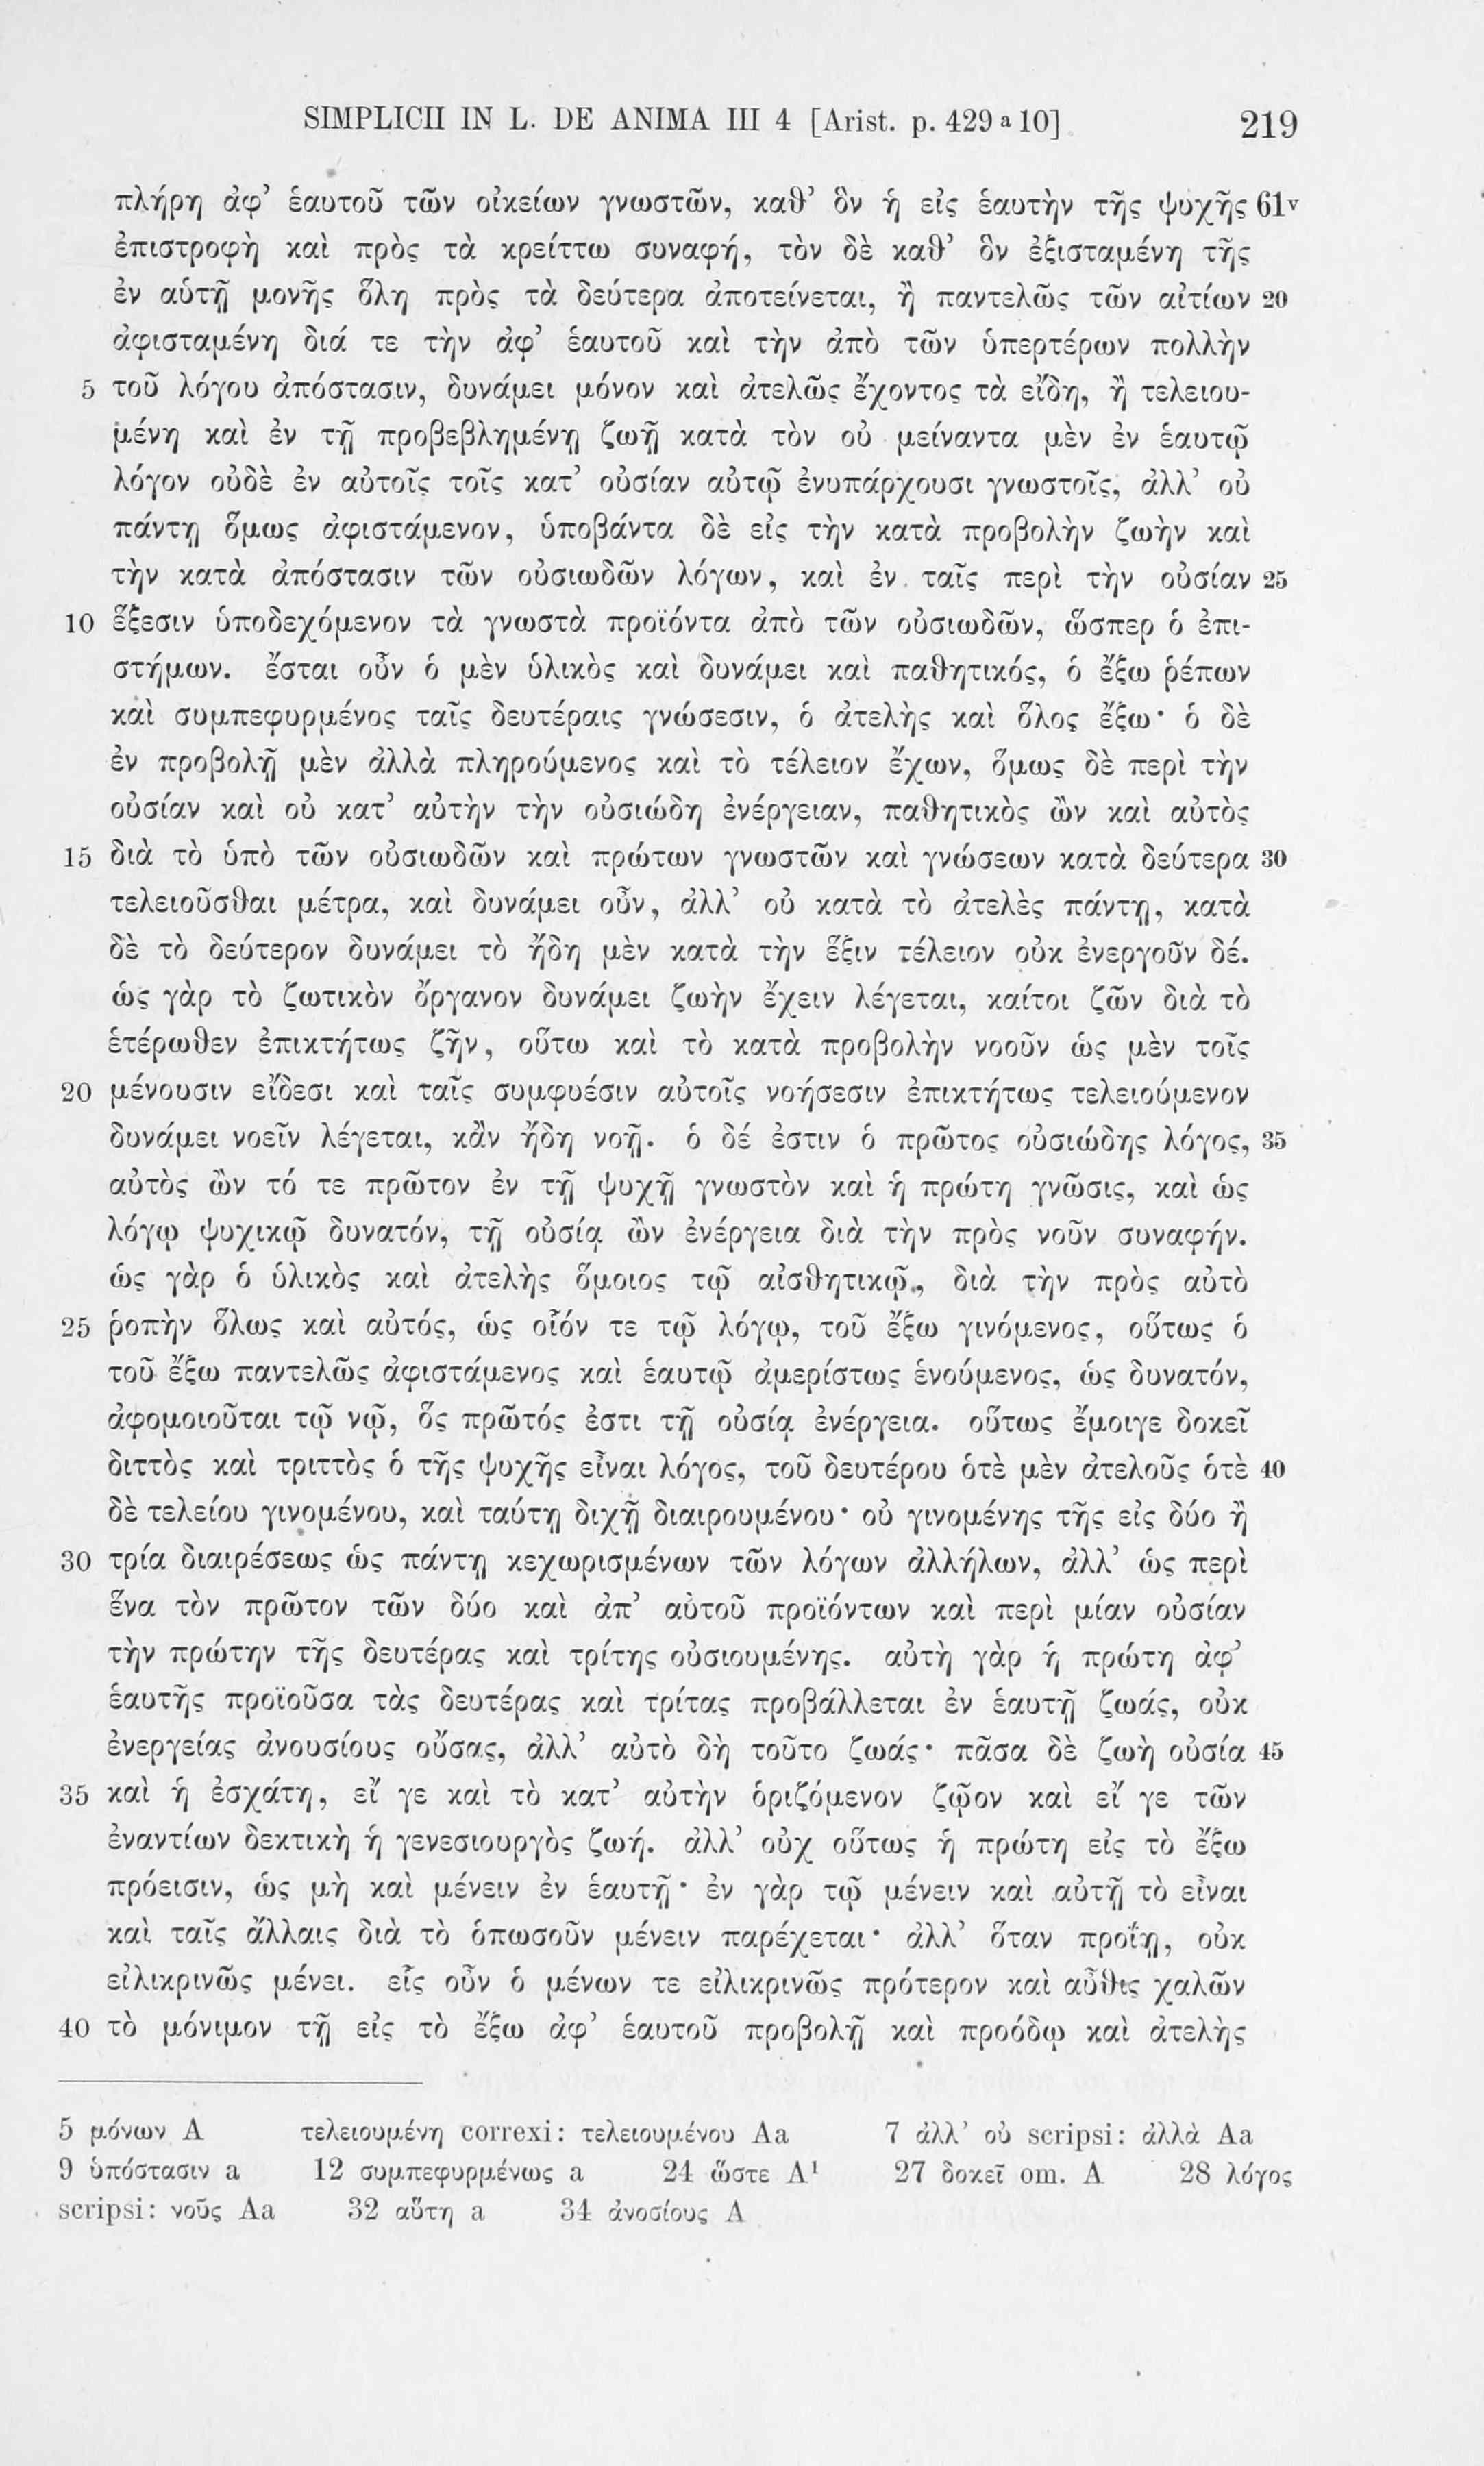 SIMPLICII IN L. DE ANIMA III 4 [Arist. p. 429 a 10] 219
πλήρη ἀφ’ ἑαυτοῦ τῶν οἰκείων γνωστῶν, καθ’ ὃν ἡ εἰς ἑαυτὴν τῆς ψυχῆς 61v
ἐπιστροφὴ καὶ πρὸς τὰ κρείττω συναφή, τὸν δὲ καθ’ ὃν ἐξισταμένη τῆς
ἐν αὑτῇ μονῆς ὅλη πρὸς τὰ δεύτερα ἀποτείνεται, ἢ παντελῶς τῶν αἰτίων 20
ἀφισταμένη διά τε τὴν ἀφ’ ἑαυτοῦ καὶ τὴν ἀπὸ τῶν ὑπερτέρων πολλὴν
5 τοῦ λόγου ἀπόστασιν, δυνάμει μόνον καὶ ἀτελῶς ἔχοντος τὰ εἴδη, ἢ τελειου-
μένη καὶ ἐν τῇ προβεβλημένῃ ζωῇ κατὰ τὸν οὐ μείναντα μὲν ἐν ἑαυτῷ
λόγον οὐδὲ ἐν αὐτοῖς τοῖς κατ’ οὐσίαν αὐτῷ ἐνυπάρχουσι γνωστοῖς, ἀλλ’ οὐ
πάντῃ ὅμως ἀφιστάμενον, ὑποβάντα δὲ εἰς τὴν κατὰ προβολὴν ζωὴν καὶ
τὴν κατὰ ἀπόστασιν τῶν οὐσιωδῶν λόγων, καὶ ἐν ταῖς περὶ τὴν οὐσίαν 25
10 ἕξεσιν ὑποδεχόμενον τὰ γνωστὰ προϊόντα ἀπὸ τῶν οὐσιωδῶν, ὥσπερ ὁ ἐπι-
στήμων. ἔσται οὖν ὁ μὲν ὑλικὸς καὶ δυνάμει καὶ παθητικός, ὁ ἔξω ῥέπων
καὶ συμπεφυρμένος ταῖς δευτέραις γνώσεσιν, ὁ ἀτελὴς καὶ ὅλος ἔξω· ὁ δὲ
ἐν προβολῇ μὲν ἀλλὰ πληρούμενος καὶ τὸ τέλειον ἔχων, ὅμως δὲ περὶ τὴν
οὐσίαν καὶ οὐ κατ’ αὐτὴν τὴν οὐσιώδη ἐνέργειαν, παθητικὸς ὢν καὶ αὐτὸς
15 διὰ τὸ ὑπὸ τῶν οὐσιωδῶν καὶ πρώτων γνωστῶν καὶ γνώσεων κατὰ δεύτερα 30
τελειοῦσθαι μέτρα, καὶ δυνάμει οὖν, ἀλλ’ οὐ κατὰ τὸ ἀτελὲς πάντῃ, κατὰ
δὲ τὸ δεύτερον δυνάμει τὸ ἤδη μὲν κατὰ τὴν ἕξιν τέλειον οὐκ ἐνεργοῦν δέ.
ὡς γὰρ τὸ ζωτικὸν ὄργανον δυνάμει ζωὴν ἔχειν λέγεται, καίτοι ζῶν διὰ τὸ
ἑτέρωθεν ἐπικτήτως ζῆν, οὕτω καὶ τὸ κατὰ προβολὴν νοοῦν ὡς μὲν τοῖς
20 μένουσιν εἴδεσι καὶ ταῖς συμφυέσιν αὐτοῖς νοήσεσιν ἐπικτήτως τελειούμενον
δυνάμει νοεῖν λέγεται, κἂν ἤδη νοῇ. ὁ δέ ἐστιν ὁ πρῶτος οὐσιώδης λόγος, 35
αὐτὸς ὢν τό τε πρῶτον ἐν τῇ ψυχῇ γνωστὸν καὶ ἡ πρώτη γνῶσις, καὶ ὡς
λόγῳ ψυχικῷ δυνατόν, τῇ οὐσίᾳ ὢν ἐνέργεια διὰ τὴν πρὸς νοῦν συναφήν.
ὡς γὰρ ὁ ὑλικὸς καὶ ἀτελὴς ὅμοιος τῷ αἰσθητικῷ, διὰ τὴν πρὸς αὐτὸ
25 ῥοπὴν ὅλως καὶ αὐτός, ὡς οἷόν τε τῷ λόγῳ, τοῦ ἔξω γινόμενος, οὕτως ὁ
τοῦ ἔξω παντελῶς ἀφιστάμενος καὶ ἑαυτῷ ἀμερίστως ἑνούμενος, ὡς δυνατόν,
ἀφομοιοῦται τῷ νῷ, ὃς πρῶτός ἐστι τῇ οὐσίᾳ ἐνέργεια. οὕτως ἔμοιγε δοκεῖ
διττὸς καὶ τριττὸς ὁ τῆς ψυχῆς εἶναι λόγος, τοῦ δευτέρου ὁτὲ μὲν ἀτελοῦς ὁτὲ 40
δὲ τελείου γινομένου, καὶ ταύτῃ διχῇ διαιρουμένου· οὐ γινομένης τῆς εἰς δύο ἢ
30 τρία διαιρέσεως ὡς πάντῃ κεχωρισμένων τῶν λόγων ἀλλήλων, ἀλλ’ ὡς περὶ
ἕνα τὸν πρῶτον τῶν δύο καὶ ἀπ’ αὐτοῦ προϊόντων καὶ περὶ μίαν οὐσίαν
τὴν πρώτην τῆς δευτέρας καὶ τρίτης οὐσιουμένης. αὐτὴ γὰρ ἡ πρώτη ἀφ’
ἑαυτῆς προϊοῦσα τὰς δευτέρας καὶ τρίτας προβάλλεται ἐν ἑαυτῇ ζωάς, οὐκ
ἐνεργείας ἀνουσίους οὔσας, ἀλλ’ αὐτὸ δὴ τοῦτο ζωάς· πᾶσα δὲ ζωὴ οὐσία 45
35 καὶ ἡ ἐσχάτη, εἴ γε καὶ τὸ κατ’ αὐτὴν ὁριζόμενον ζῷον καὶ εἴ γε τῶν
ἐναντίων δεκτικὴ ἡ γενεσιουργὸς ζωή. ἀλλ’ οὐχ οὕτως ἡ πρώτη εἰς τὸ ἔξω
πρόεισιν, ὡς μὴ καὶ μένειν ἐν ἑαυτῇ· ἐν γὰρ τῷ μένειν καὶ αὐτῇ τὸ εἶναι
καὶ ταῖς ἄλλαις διὰ τὸ ὁπωσοῦν μένειν παρέχεται· ἀλλ’ ὅταν προΐῃ, οὐκ
εἰλικρινῶς μένει. εἷς οὖν ὁ μένων τε εἰλικρινῶς πρότερον καὶ αὖθις χαλῶν
40 τὸ μόνιμον τῇ εἰς τὸ ἔξω ἀφ’ ἑαυτοῦ προβολῇ καὶ προόδῳ καὶ ἀτελὴς
5 μόνων A τελειουμένη correxi: τελειουμένου Aa 7 ἀλλ’ οὐ scripsi: ἀλλὰ Aa
9 ὑπόστασιν a 12 συμπεφυρμένως a 24 ὥστε A¹ 27 δοκεῖ om. A 28 λόγος
scripsi: νοῦς Aa 32 αὕτη a 34 ἀνοσίους A